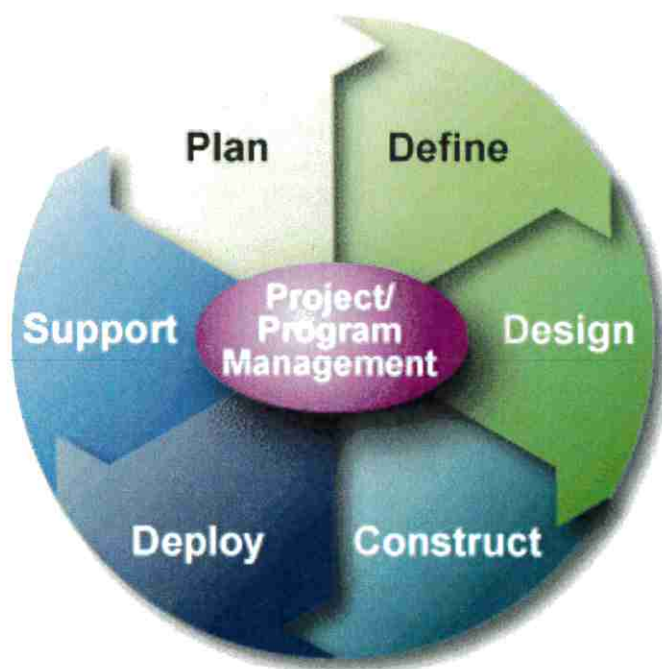 Plan
Define
Design
Construct
Deploy
Support
Project/
Program
Management